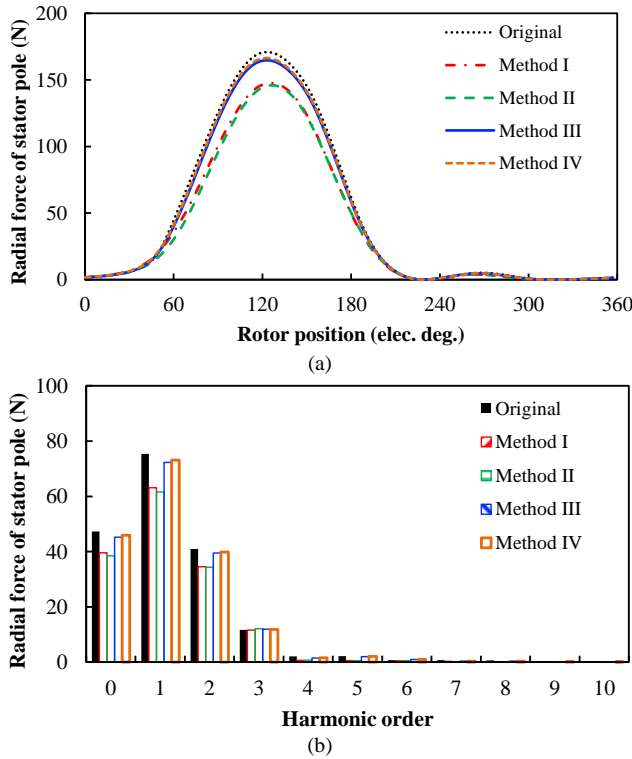 Radial force of stator pole (N)
200
150
100
50
0
Original
Method I
Method II
Method III
Method IV
0 60 120 180 240 300 360
Rotor position (elec. deg.)
(a)
Radial force of stator pole (N)
100
80
60
40
20
0
Original
Method I
Method II
Method III
Method IV
0 1 2 3 4 5 6 7 8 9 10
Harmonic order
(b)